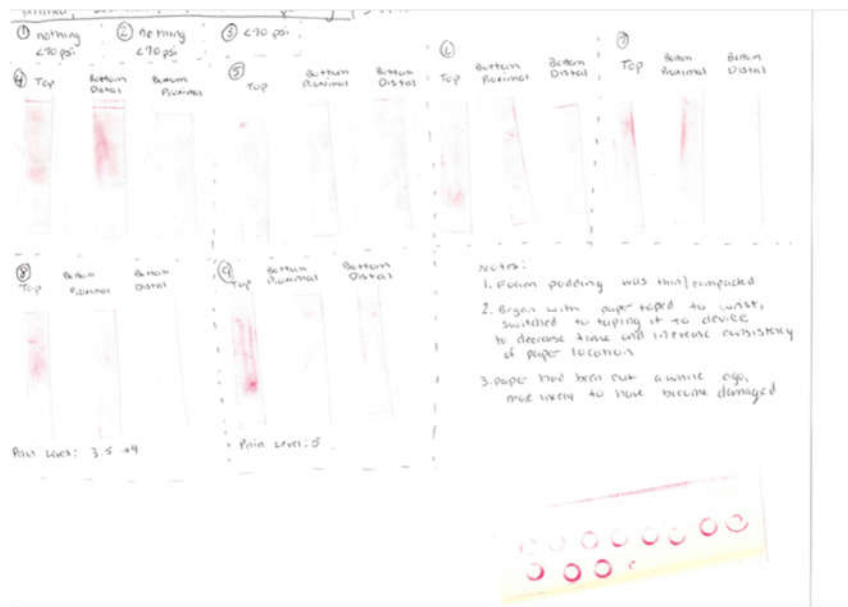 ① nothing
<70 psi
② nothing
<70 psi
③ <70 psi
④ Top
Bottom
Distal
Bottom
Proximal
⑤
Top
Bottom
Proximal
Bottom
Distal
⑥
Top
Bottom
Proximal
Bottom
Distal
⑦
Top
Bottom
Proximal
Bottom
Distal
⑧
Top
Bottom
Proximal
Bottom
Distal
Pain Level: 3.5 → 4
⑨
Top
Bottom
Proximal
Bottom
Distal
Pain Level: 5
Notes:
1. Foam padding was thin/compacted
2. Began with paper taped to
switched to taping it to device
to decrease and increase consistency
of paper location
3. paper had been cut a while ago,
likely to have become damaged